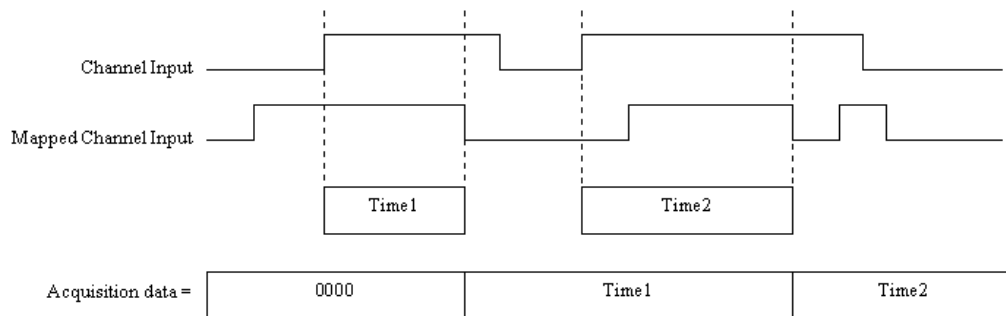 Channel Input
Mapped Channel Input
Time1 Time2
Acquisition data = 0000 Time1 Time2